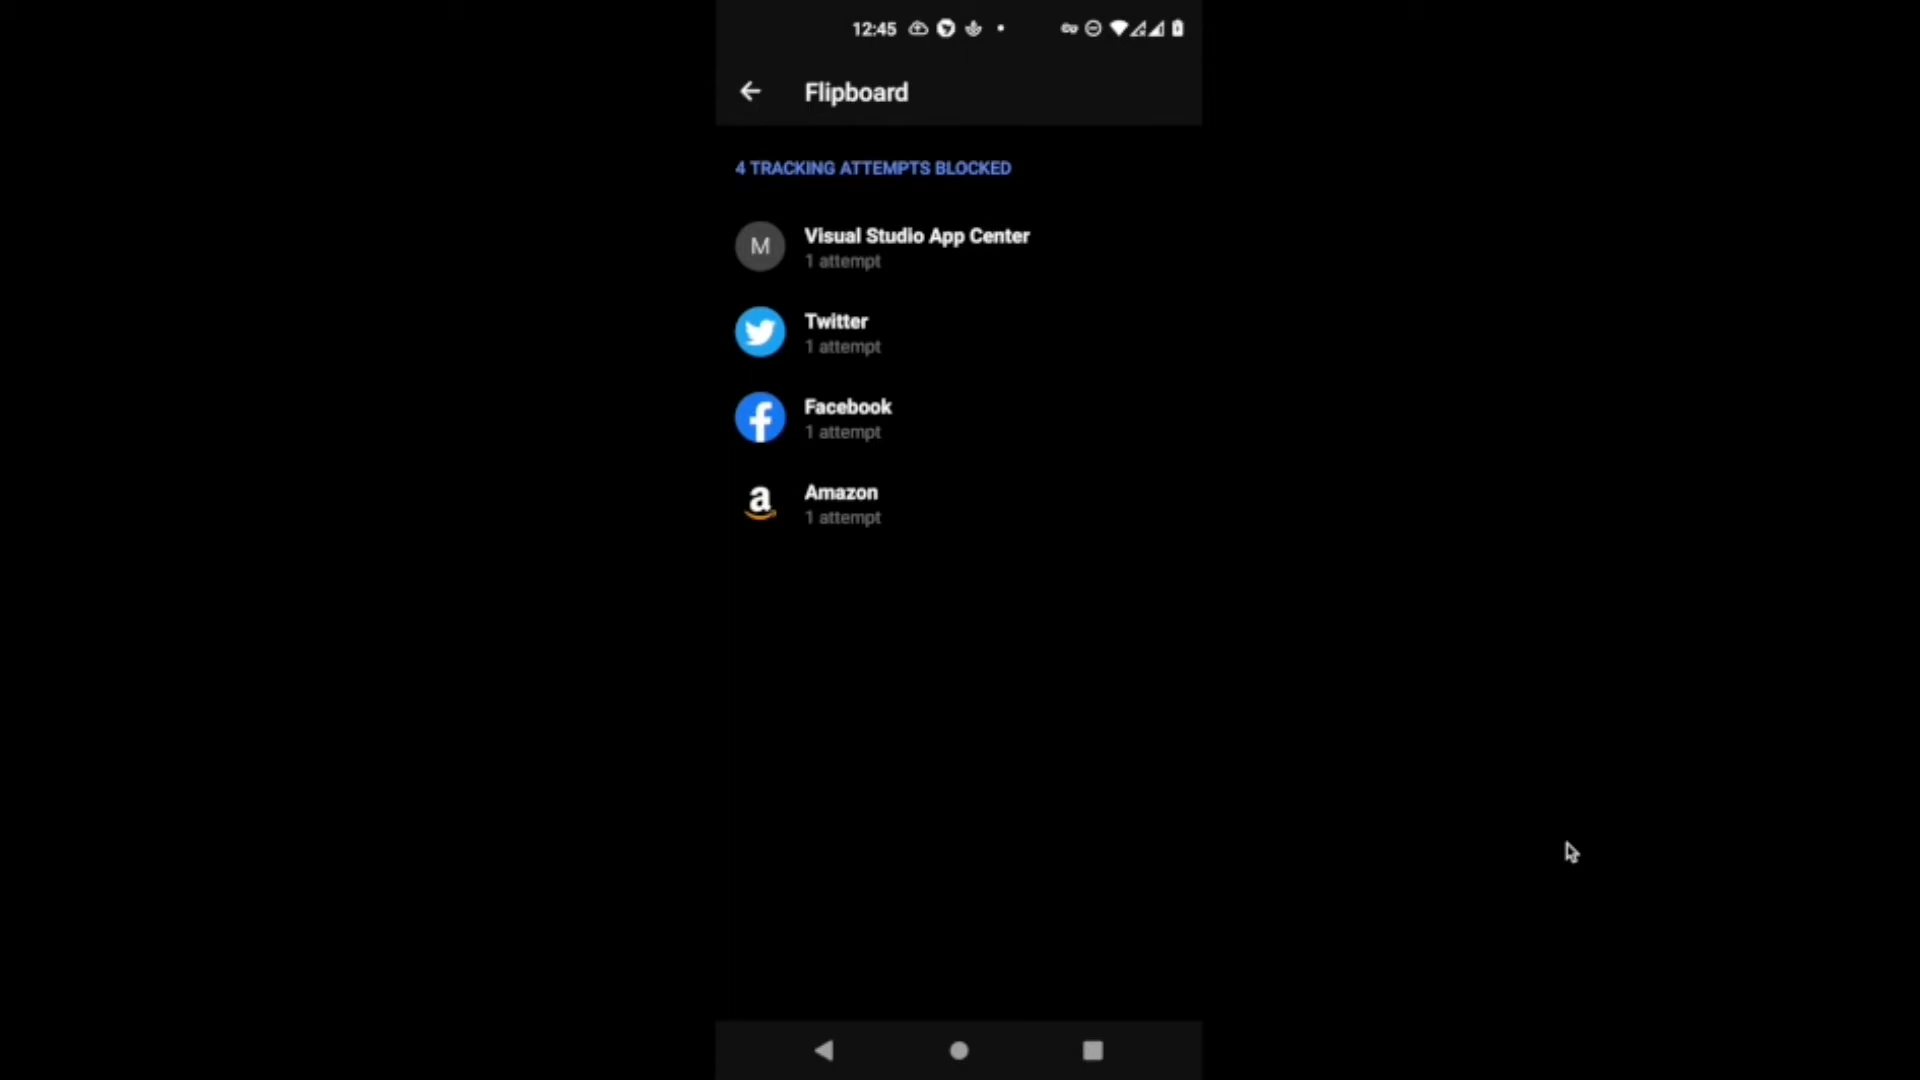 12:45
Flipboard
4 TRACKING ATTEMPTS BLOCKED
M
Visual Studio App Center
1 attempt
Twitter
1 attempt
Facebook
1 attempt
a
Amazon
1 attempt